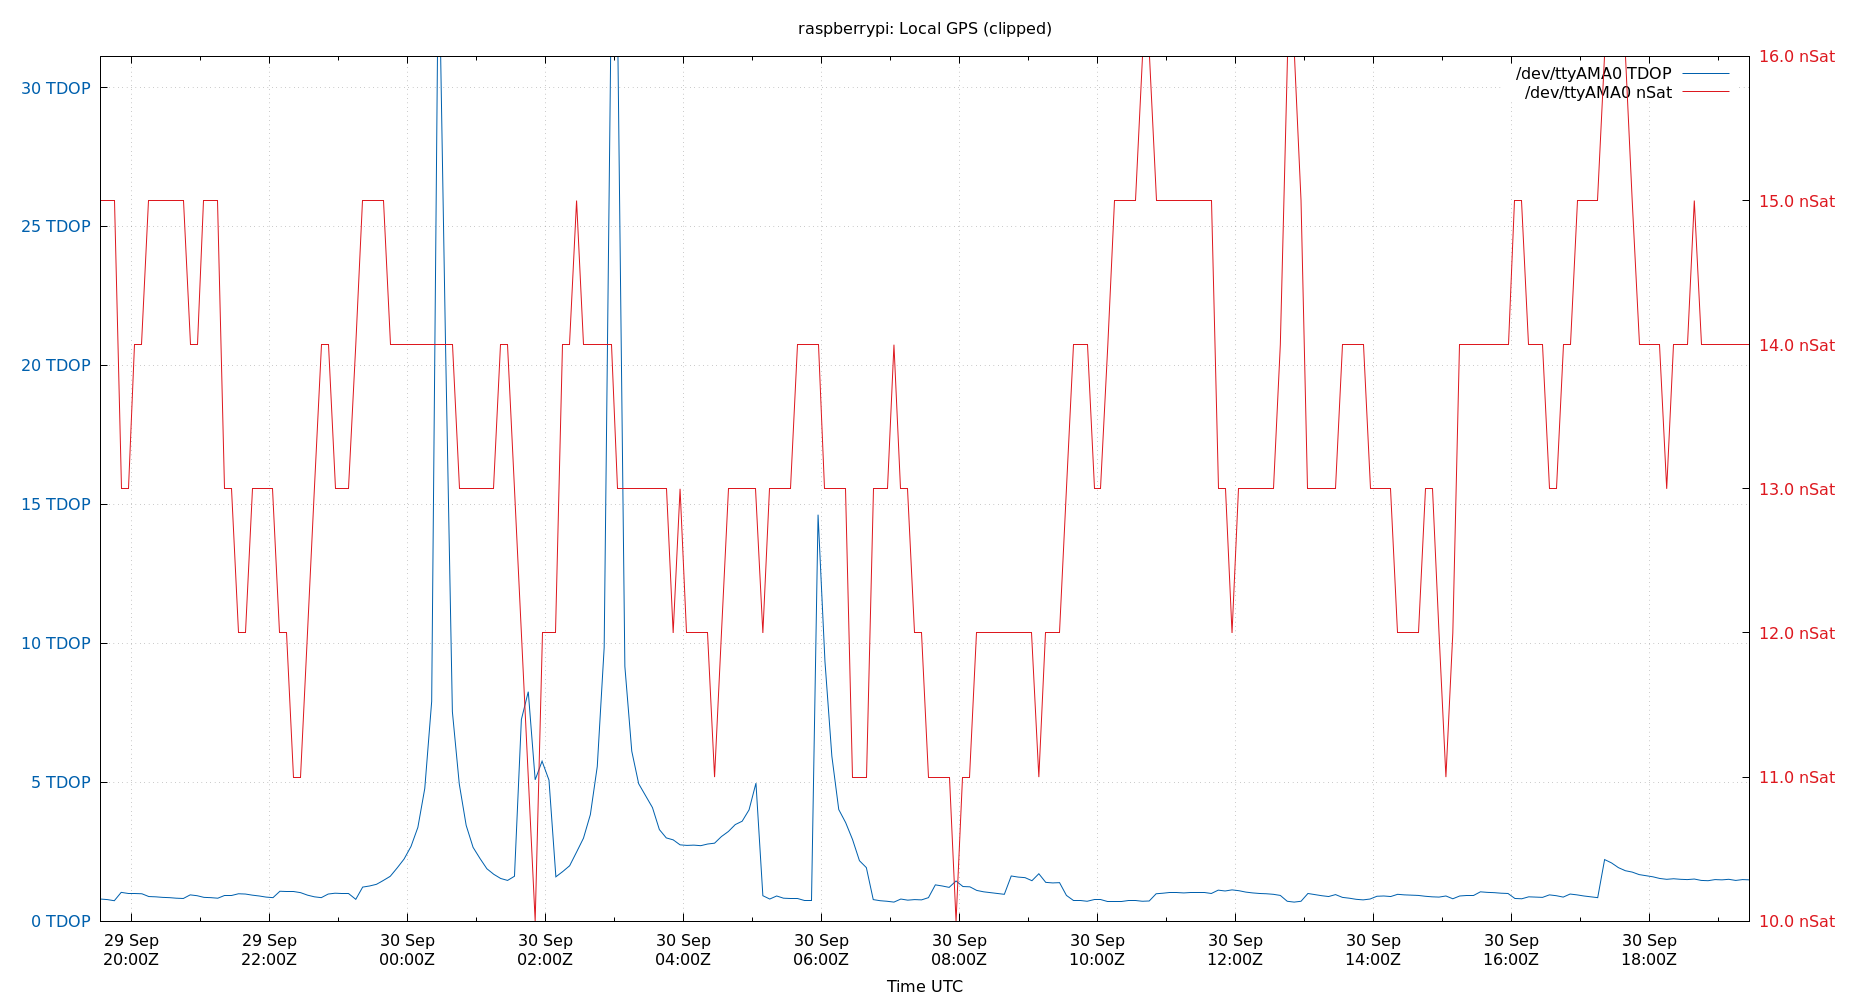 raspberrypi: Local GPS (clipped)
/dev/ttyAMA0 TDOP
/dev/ttyAMA0 nSat
30 TDOP
25 TDOP
20 TDOP
15 TDOP
10 TDOP
5 TDOP
0 TDOP
16.0 nSat
15.0 nSat
14.0 nSat
13.0 nSat
12.0 nSat
11.0 nSat
10.0 nSat
29 Sep
20:00Z
29 Sep
22:00Z
30 Sep
00:00Z
30 Sep
02:00Z
30 Sep
04:00Z
30 Sep
06:00Z
30 Sep
08:00Z
30 Sep
10:00Z
30 Sep
12:00Z
30 Sep
14:00Z
30 Sep
16:00Z
30 Sep
18:00Z
Time UTC